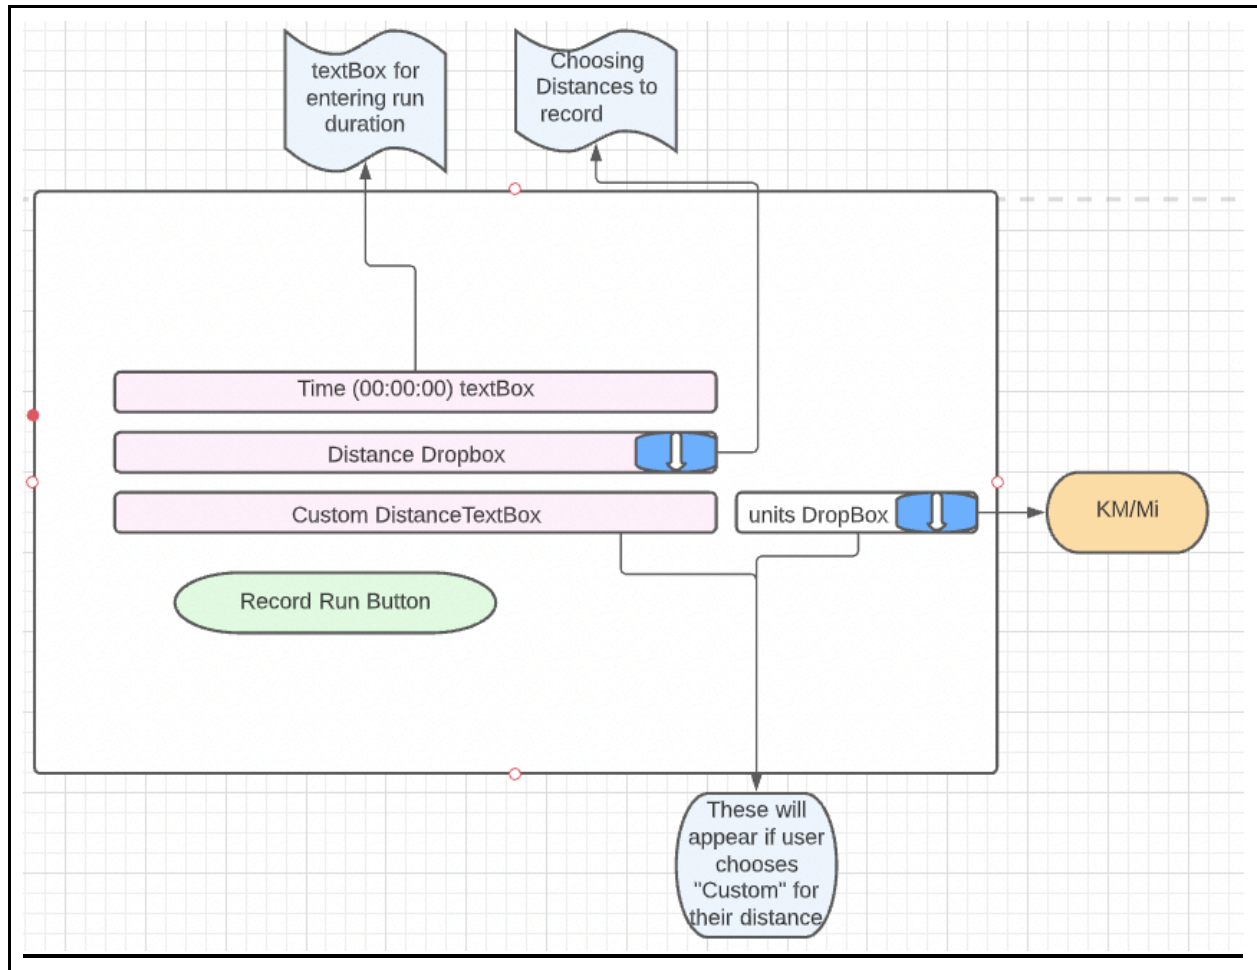 textBox for
entering run
duration
Choosing
Distances to
record
Time (00:00:00) textBox
Distance Dropbox
Custom DistanceTextBox
units DropBox
KM/Mi
Record Run Button
These will
appear if user
chooses
"Custom" for
their distance